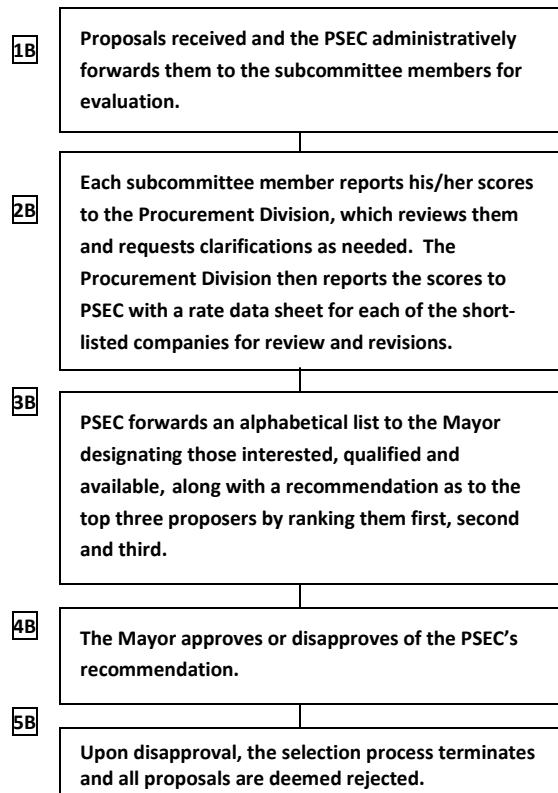 1B
Proposals received and the PSEC administratively
forwards them to the subcommittee members for
evaluation.
2B
Each subcommittee member reports his/her scores
to the Procurement Division, which reviews them
and requests clarifications as needed. The
Procurement Division then reports the scores to
PSEC with a rate data sheet for each of the short-
listed companies for review and revisions.
3B
PSEC forwards an alphabetical list to the Mayor
designating those interested, qualified and
available, along with a recommendation as to the
top three proposers by ranking them first, second
and third.
4B
The Mayor approves or disapproves of the PSEC’s
recommendation.
5B
Upon disapproval, the selection process terminates
and all proposals are deemed rejected.